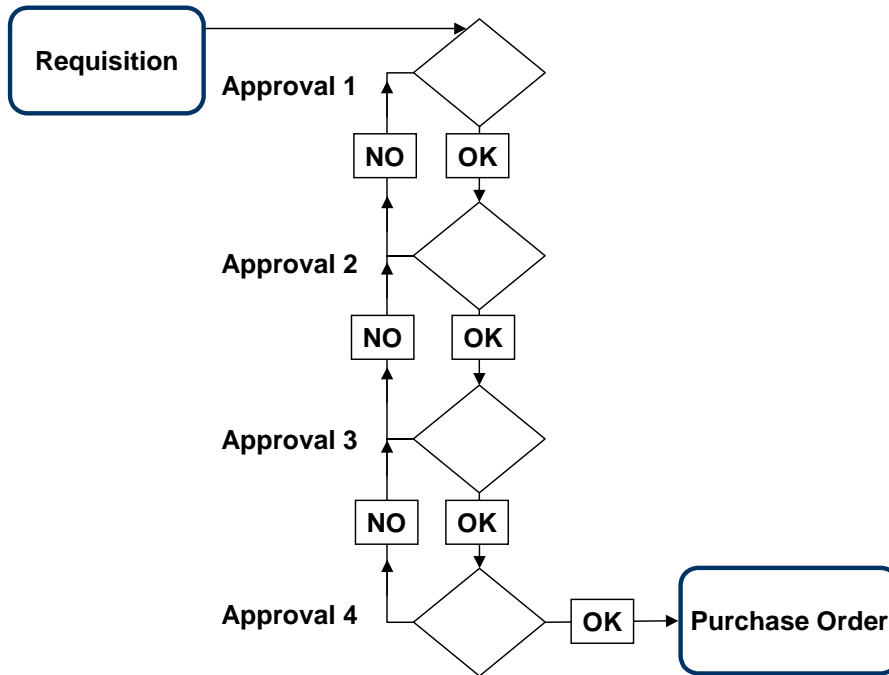 Requisition
Approval 1
NO
OK
Approval 2
NO
OK
Approval 3
NO
OK
Approval 4
OK
Purchase Order